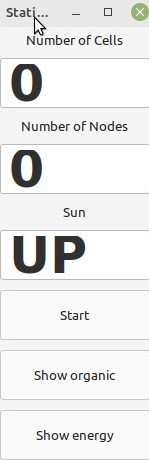 Stati...
Number of Cells
0
Number of Nodes
0
Sun
UP
Start
Show organic
Show energy